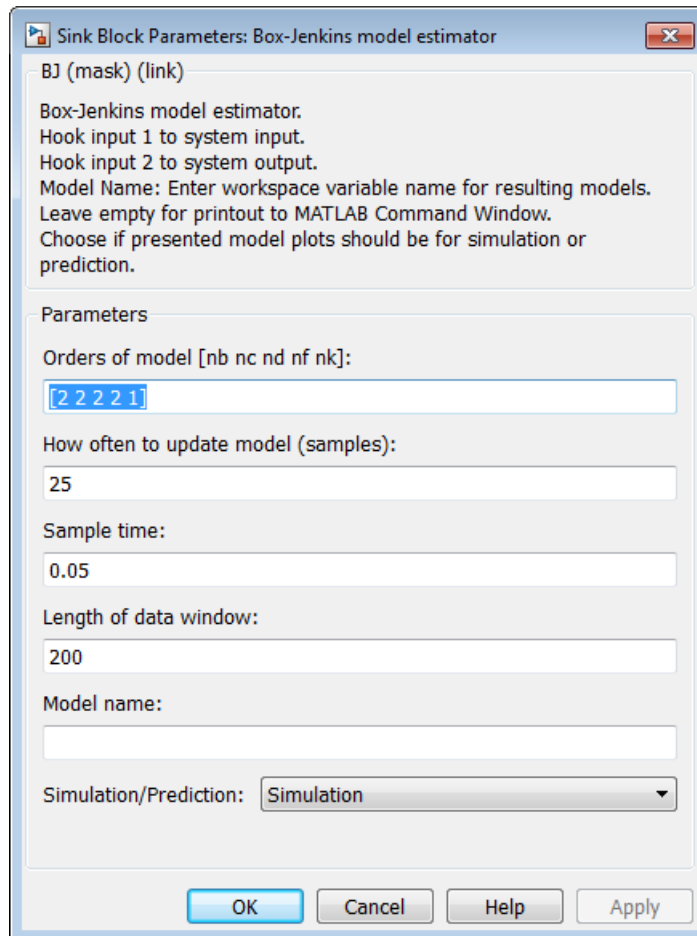 Sink Block Parameters: Box-Jenkins model estimator
BJ (mask) (link)
Box-Jenkins model estimator.
Hook input 1 to system input.
Hook input 2 to system output.
Model Name: Enter workspace variable name for resulting models.
Leave empty for printout to MATLAB Command Window.
Choose if presented model plots should be for simulation or
prediction.
Parameters
Orders of model [nb nc nd nf nk]:
[2 2 2 2 1]
How often to update model (samples):
25
Sample time:
0.05
Length of data window:
200
Model name:
Simulation/Prediction: Simulation
OK Cancel Help Apply